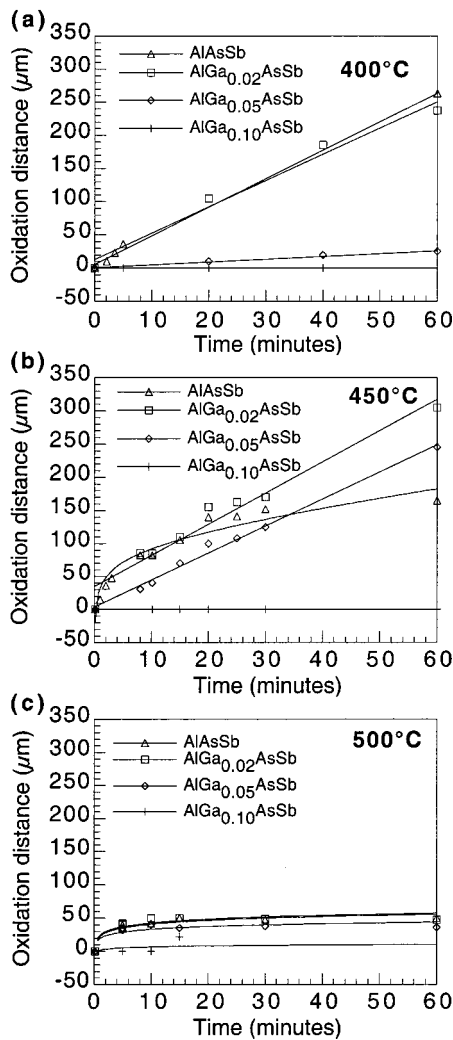 (a)
350
300
250
200
150
100
50
0
-50
Oxidation distance (µm)
AlAsSb
AlGa0.02AsSb
AlGa0.05AsSb
AlGa0.10AsSb
400°C
0 10 20 30 40 50 60
Time (minutes)
(b)
350
300
250
200
150
100
50
0
-50
Oxidation distance (µm)
AlAsSb
AlGa0.02AsSb
AlGa0.05AsSb
AlGa0.10AsSb
450°C
0 10 20 30 40 50 60
Time (minutes)
(c)
350
300
250
200
150
100
50
0
-50
Oxidation distance (µm)
AlAsSb
AlGa0.02AsSb
AlGa0.05AsSb
AlGa0.10AsSb
500°C
0 10 20 30 40 50 60
Time (minutes)